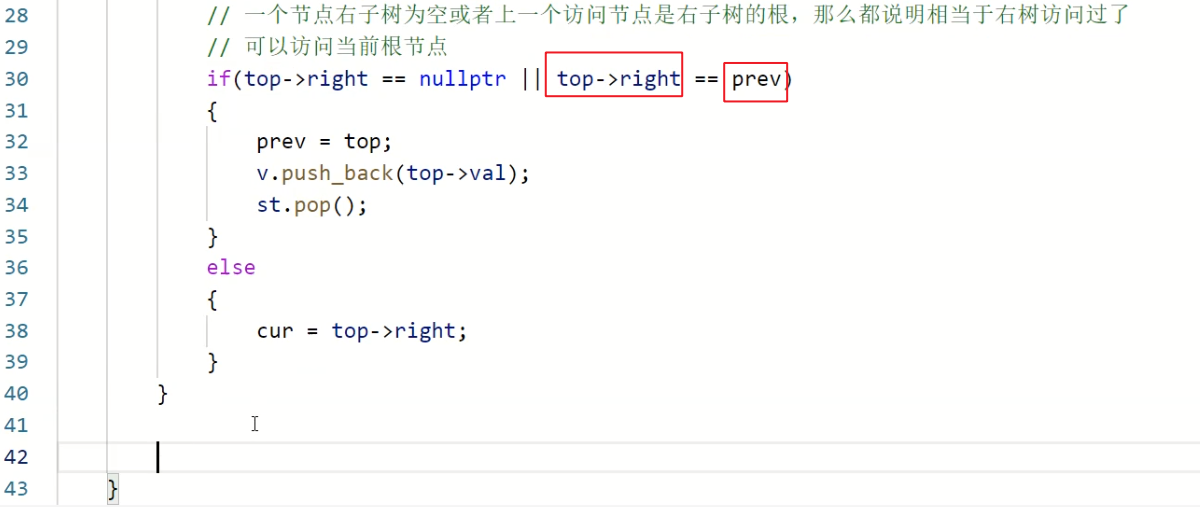 28 // 一个节点右子树为空或者上一个访问节点是右子树的根，那么都说明相当于右树访问过了
29 // 可以访问当前根节点
30 if(top->right == nullptr || top->right == prev)
31 {
32 prev = top;
33 v.push_back(top->val);
34 st.pop();
35 }
36 else
37 {
38 cur = top->right;
39 }
40 }
41
42
43 }